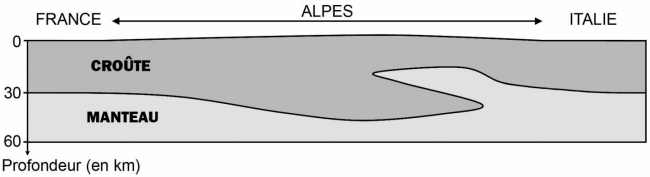 FRANCE ALPES ITALIE
0
CROÛTE
30
MANTEAU
60
Profondeur (en km)